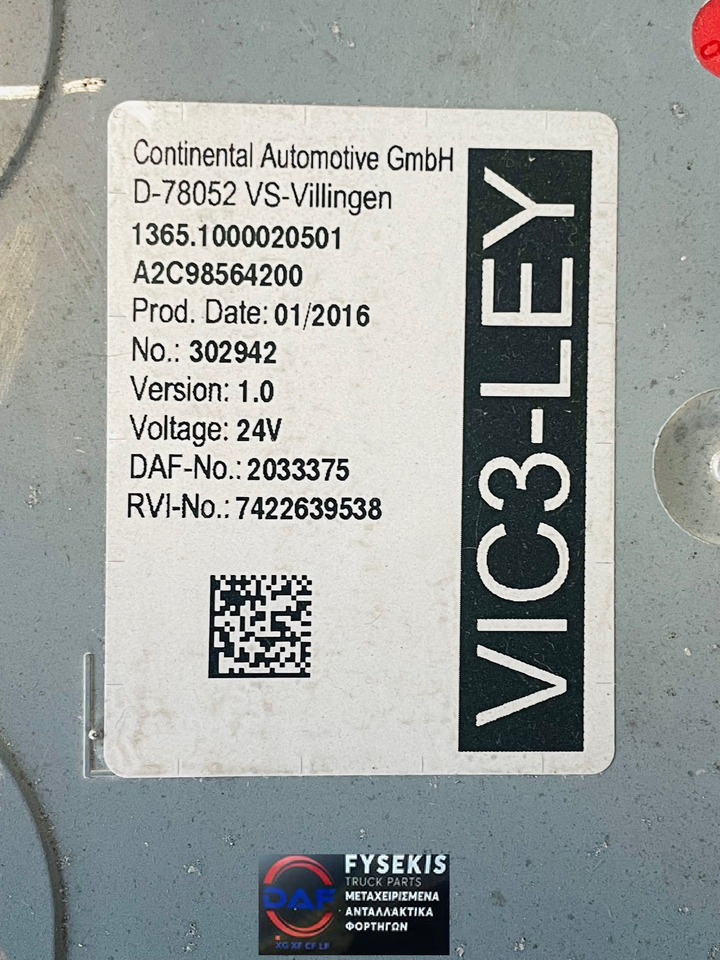 Continental Automotive GmbH
D-78052 VS-Villingen
1365.1000020501
A2C98564200
Prod. Date: 01/2016
No.: 302942
Version: 1.0
Voltage: 24V
DAF-No.: 2033375
RVI-No.: 7422639538
VIC3-LEY
DAF
XG XF CF LF
FYSEKIS
TRUCK PARTS
ΜΕΤΑΧΕΙΡΙΣΜΕΝΑ
ΑΝΤΑΛΛΑΚΤΙΚΑ
ΦΟΡΤΗΓΩΝ